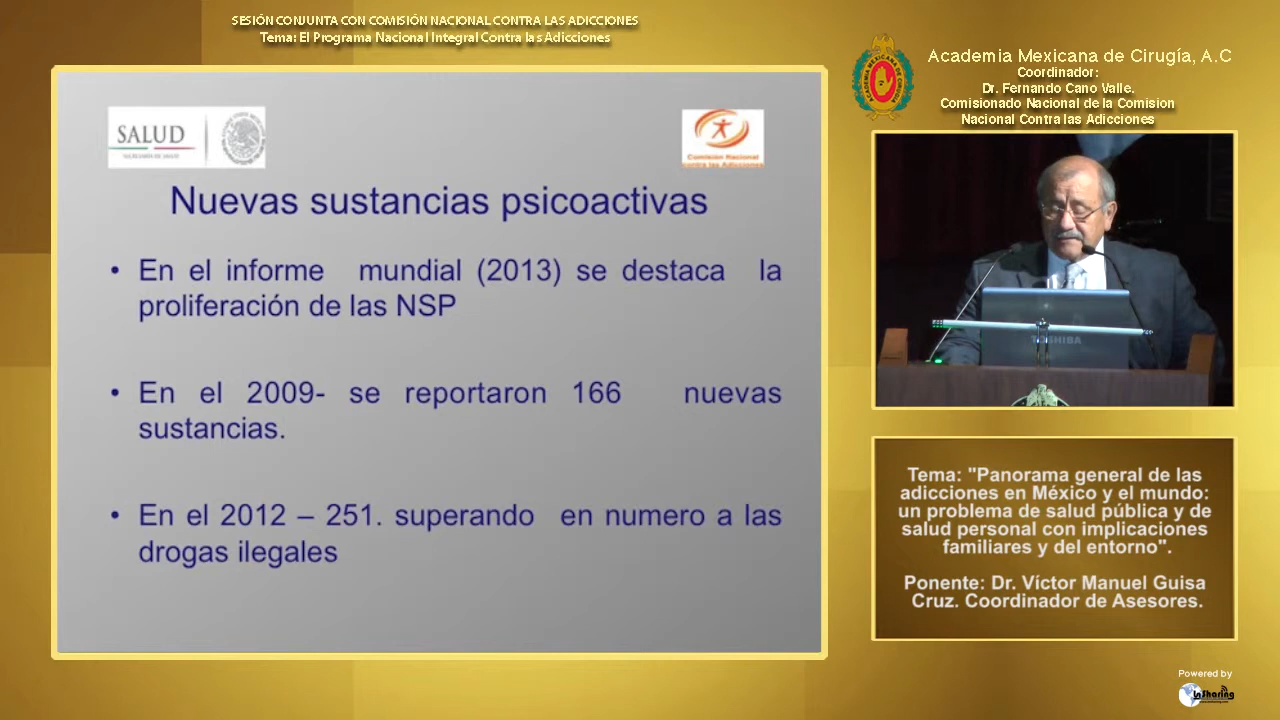 SESIÓN CONJUNTA CON COMISIÓN NACIONAL CONTRA LAS ADICCIONES
Tema: El Programa Nacional Integral Contra las Adicciones
Academia Mexicana de Cirugía, A.C
Coordinador:
Dr. Fernando Cano Valle.
Comisionado Nacional de la Comision
Nacional Contra las Adicciones
SALUD
SECRETARÍA DE SALUD
Comisión Nacional
contra las Adicciones
Nuevas sustancias psicoactivas
• En el informe mundial (2013) se destaca la
proliferación de las NSP
• En el 2009- se reportaron 166 nuevas
sustancias.
• En el 2012 – 251. superando en numero a las
drogas ilegales
TOSHIBA
Tema: "Panorama general de las
adicciones en México y el mundo:
un problema de salud pública y de
salud personal con implicaciones
familiares y del entorno".
Ponente: Dr. Víctor Manuel Guisa
Cruz. Coordinador de Asesores.
Powered by
InSharing